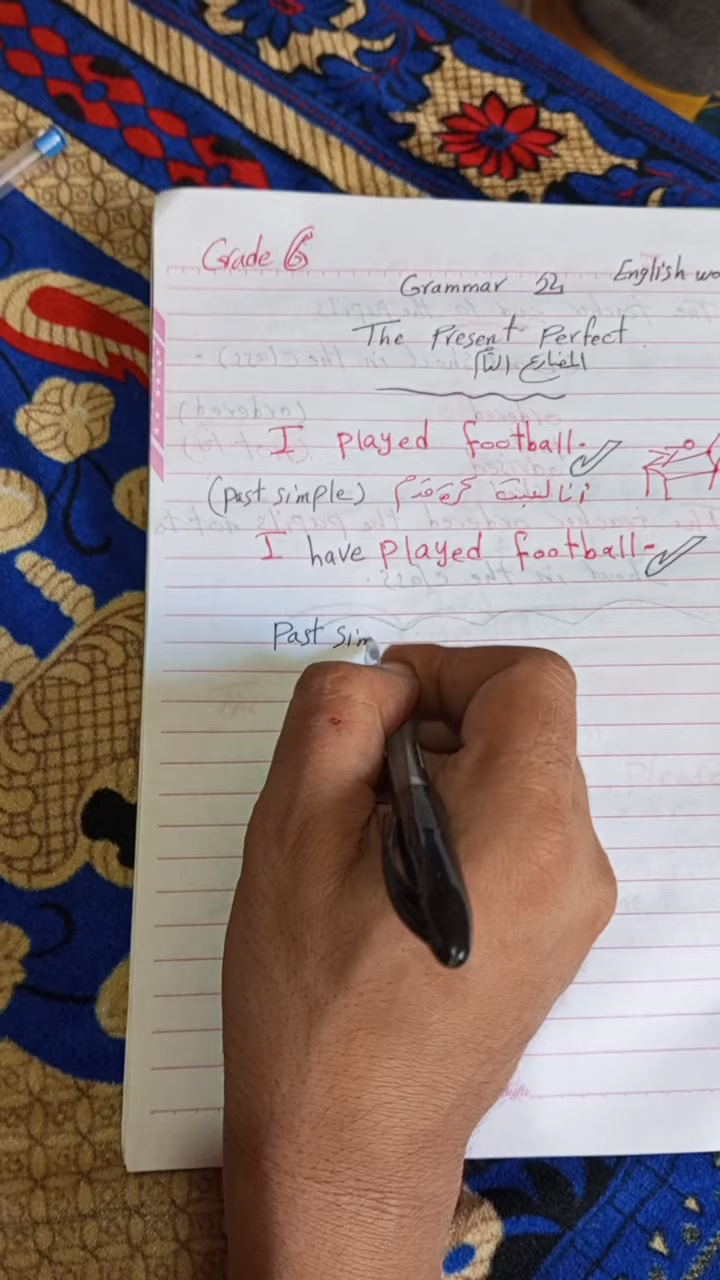 Grade 6
English wo
Grammar
The Present Perfect
المضارع التام
I played football.
(past simple) أنا لعبت كرة قدم
I have played football.
Past sim